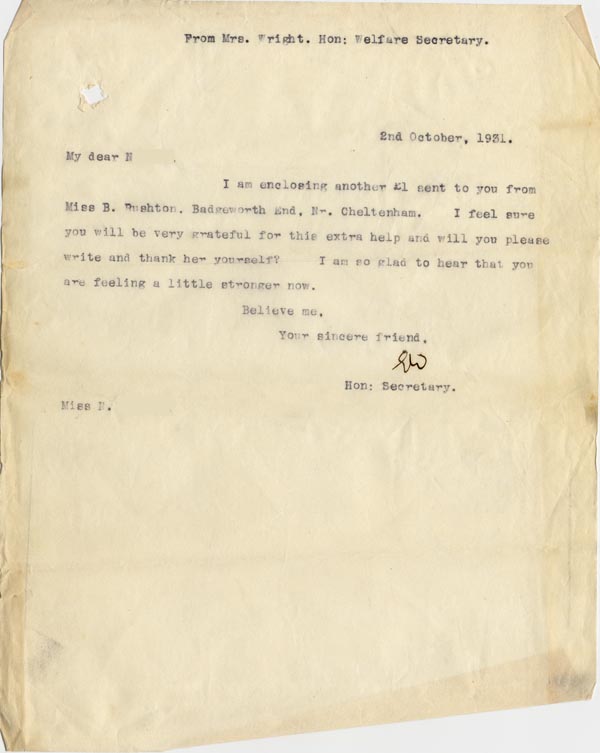 From Mrs. Wright. Hon: Welfare Secretary.
2nd October, 1931.
My dear N
I am enclosing another £1 sent to you from
Miss B. Rushton, Badgeworth End, Nr. Cheltenham. I feel sure
you will be very grateful for this extra help and will you please
write and thank her yourself? I am so glad to hear that you
are feeling a little stronger now.
Believe me,
Your sincere friend,
Hon: Secretary.
Miss N.